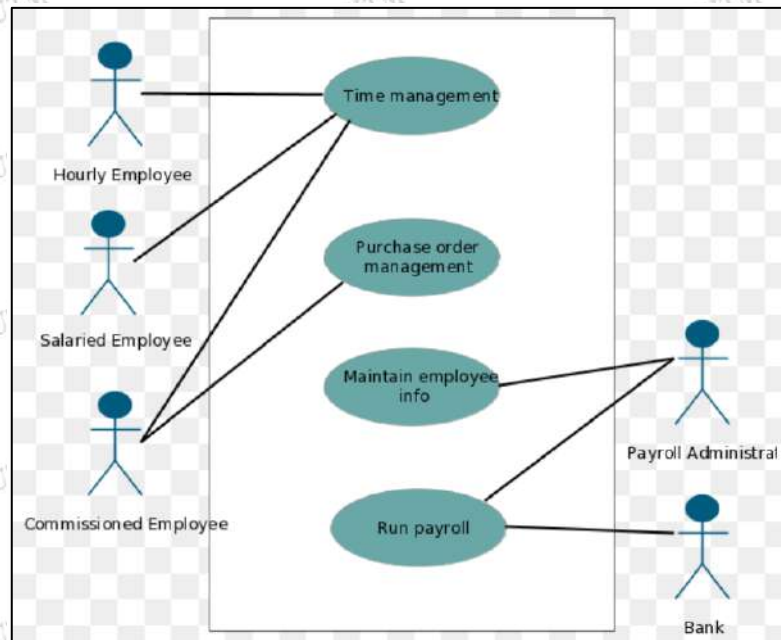 Time management
Hourly Employee
Purchase order
management
Salaried Employee
Maintain employee
info
Payroll Administrat
Commissioned Employee
Run payroll
Bank